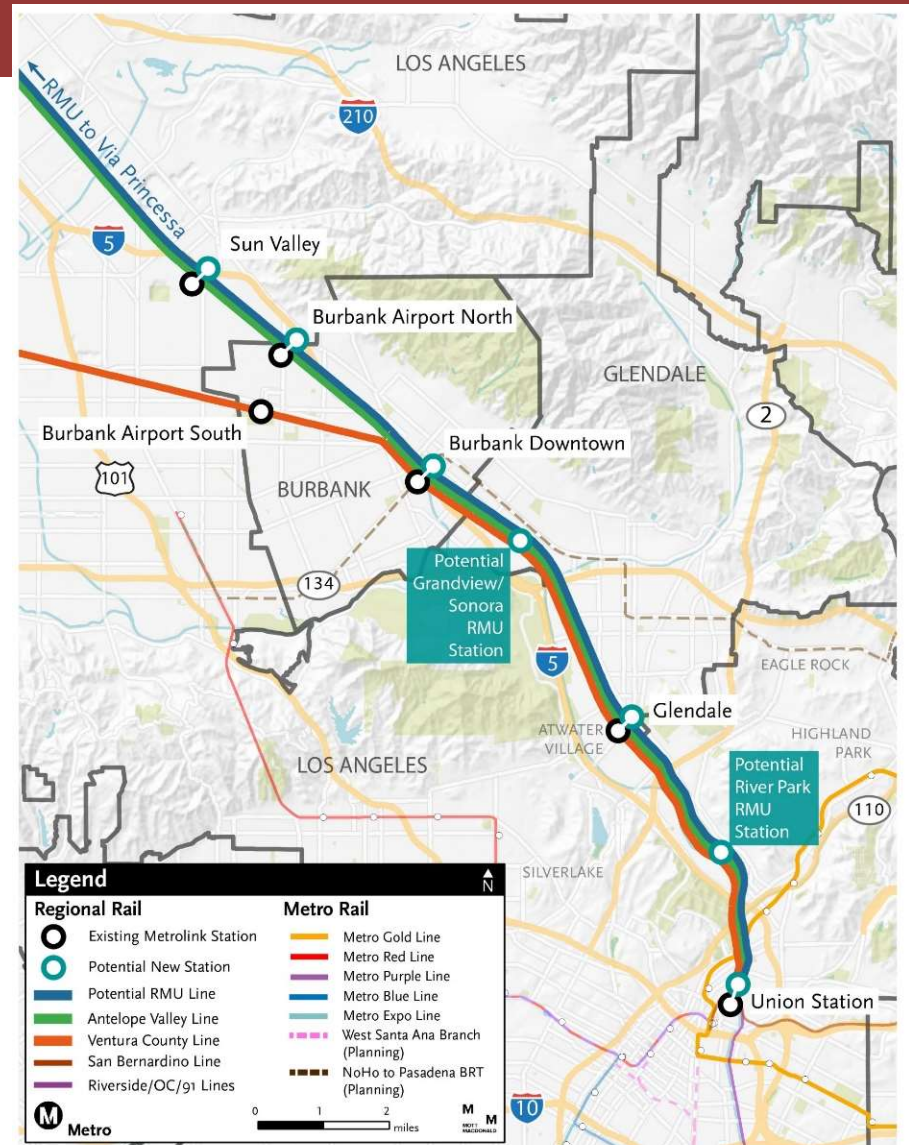 LOS ANGELES
210
RMU to Via Princessa
5
Sun Valley
Burbank Airport North
GLENDALE
2
Burbank Airport South
Burbank Downtown
101
BURBANK
134
Potential
Grandview/
Sonora
RMU
Station
5
EAGLE ROCK
Glendale
ATWATER
VILLAGE
HIGHLAND
PARK
LOS ANGELES
Potential
River Park
RMU
Station
110
SILVERLAKE
Union Station
10
Legend
N
Regional Rail
Existing Metrolink Station
Potential New Station
Potential RMU Line
Antelope Valley Line
Ventura County Line
San Bernardino Line
Riverside/OC/91 Lines
Metro Rail
Metro Gold Line
Metro Red Line
Metro Purple Line
Metro Blue Line
Metro Expo Line
West Santa Ana Branch
(Planning)
NoHo to Pasadena BRT
(Planning)
M Metro
0 1 2
miles
M
M
MOTT
MACDONALD
M